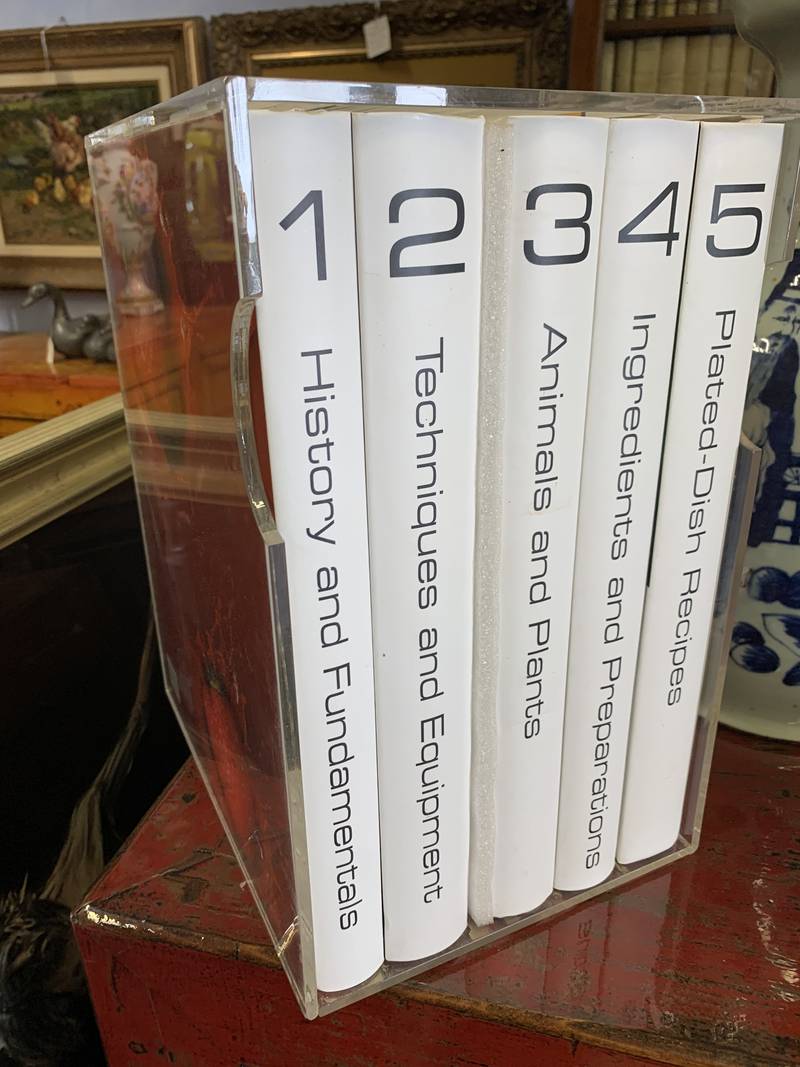 1
History and Fundamentals
2
Techniques and Equipment
3
Animals and Plants
4
Ingredients and Preparations
5
Plated-Dish Recipes